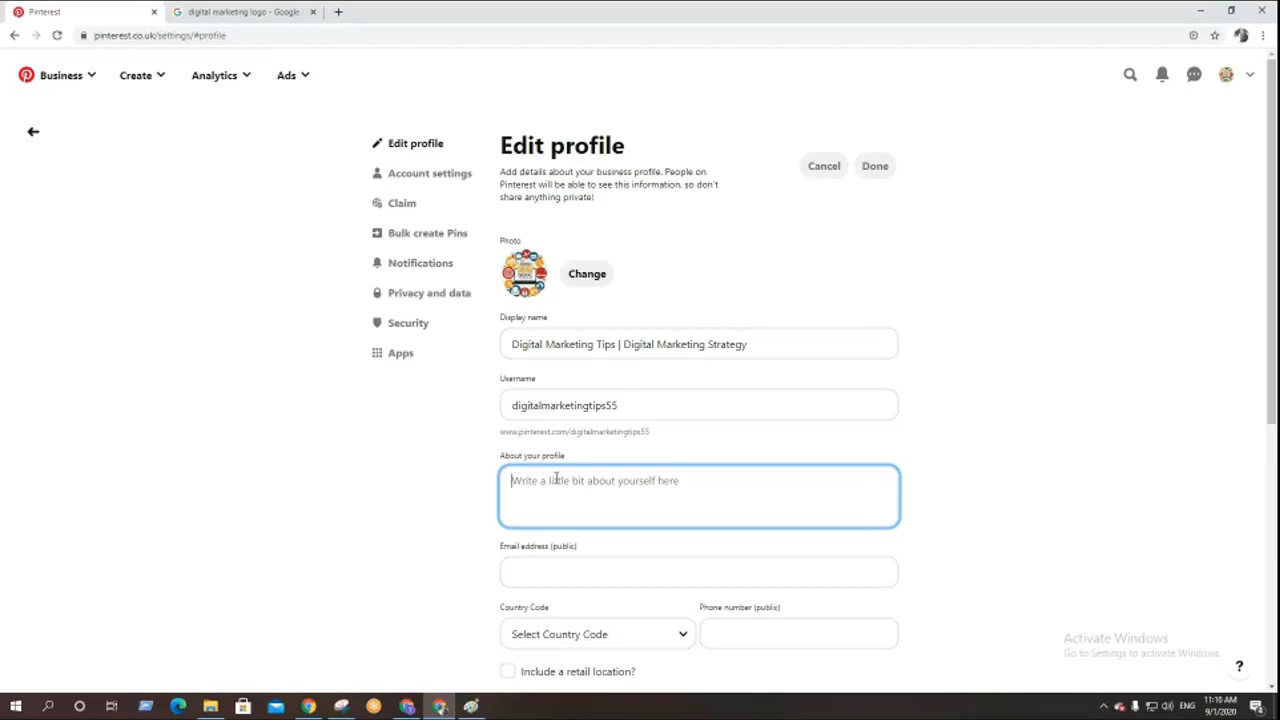 Pinterest
digital marketing logo - Google
pinterest.co.uk/settings/#profile
Business
Create
Analytics
Ads
Edit profile
Account settings
Claim
Bulk create Pins
Notifications
Privacy and data
Security
Apps
Edit profile
Add details about your business profile. People on
Pinterest will be able to see this information. so don't
share anything private!
Cancel
Done
Photo
Change
Display name
Digital Marketing Tips | Digital Marketing Strategy
Username
digitalmarketingtips55
www.pinterest.com/digitalmarketingtips55
About your profile
Write a little bit about yourself here
Email address (public)
Country Code
Phone number (public)
Select Country Code
Include a retail location?
Activate Windows
Go to Settings to activate Windows.
?
11:10 AM
9/1/2020